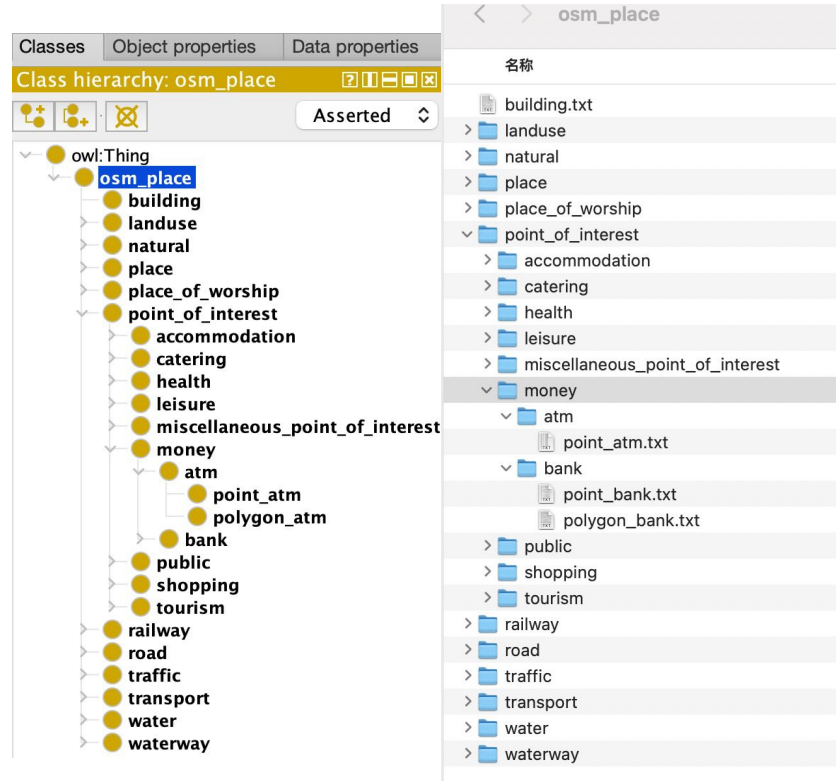 Classes Object properties Data properties
Class hierarchy: osm_place
Asserted
owl:Thing
osm_place
building
landuse
natural
place
place_of_worship
point_of_interest
accommodation
catering
health
leisure
miscellaneous_point_of_interest
money
atm
point_atm
polygon_atm
bank
public
shopping
tourism
railway
road
traffic
transport
water
waterway
osm_place
名称
building.txt
landuse
natural
place
place_of_worship
point_of_interest
accommodation
catering
health
leisure
miscellaneous_point_of_interest
money
atm
point_atm.txt
bank
point_bank.txt
polygon_bank.txt
public
shopping
tourism
railway
road
traffic
transport
water
waterway